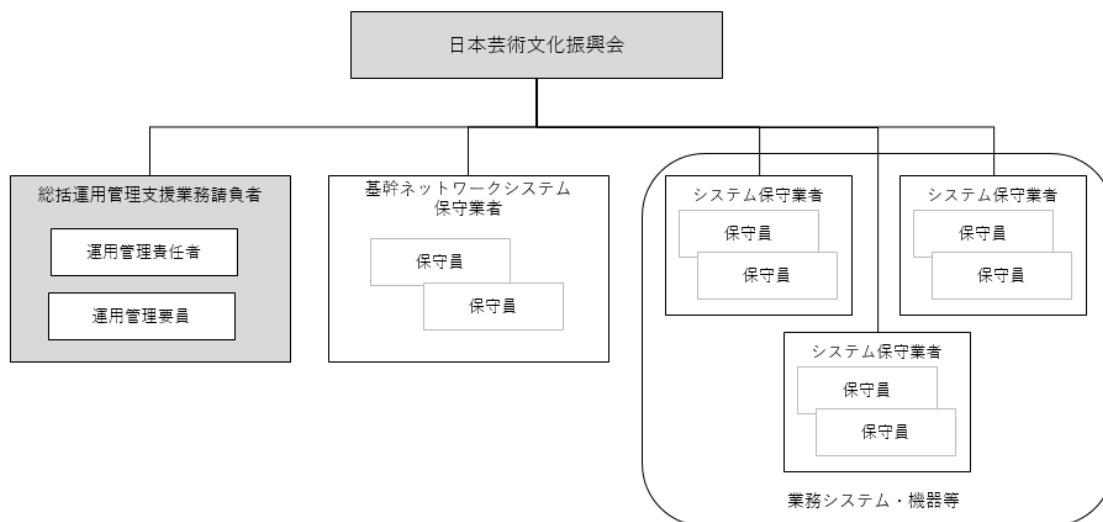 日本芸術文化振興会
総括運用管理支援業務請負者
運用管理責任者
運用管理要員
基幹ネットワークシステム
保守業者
保守員
保守員
システム保守業者
保守員
保守員
システム保守業者
保守員
保守員
システム保守業者
保守員
保守員
業務システム・機器等